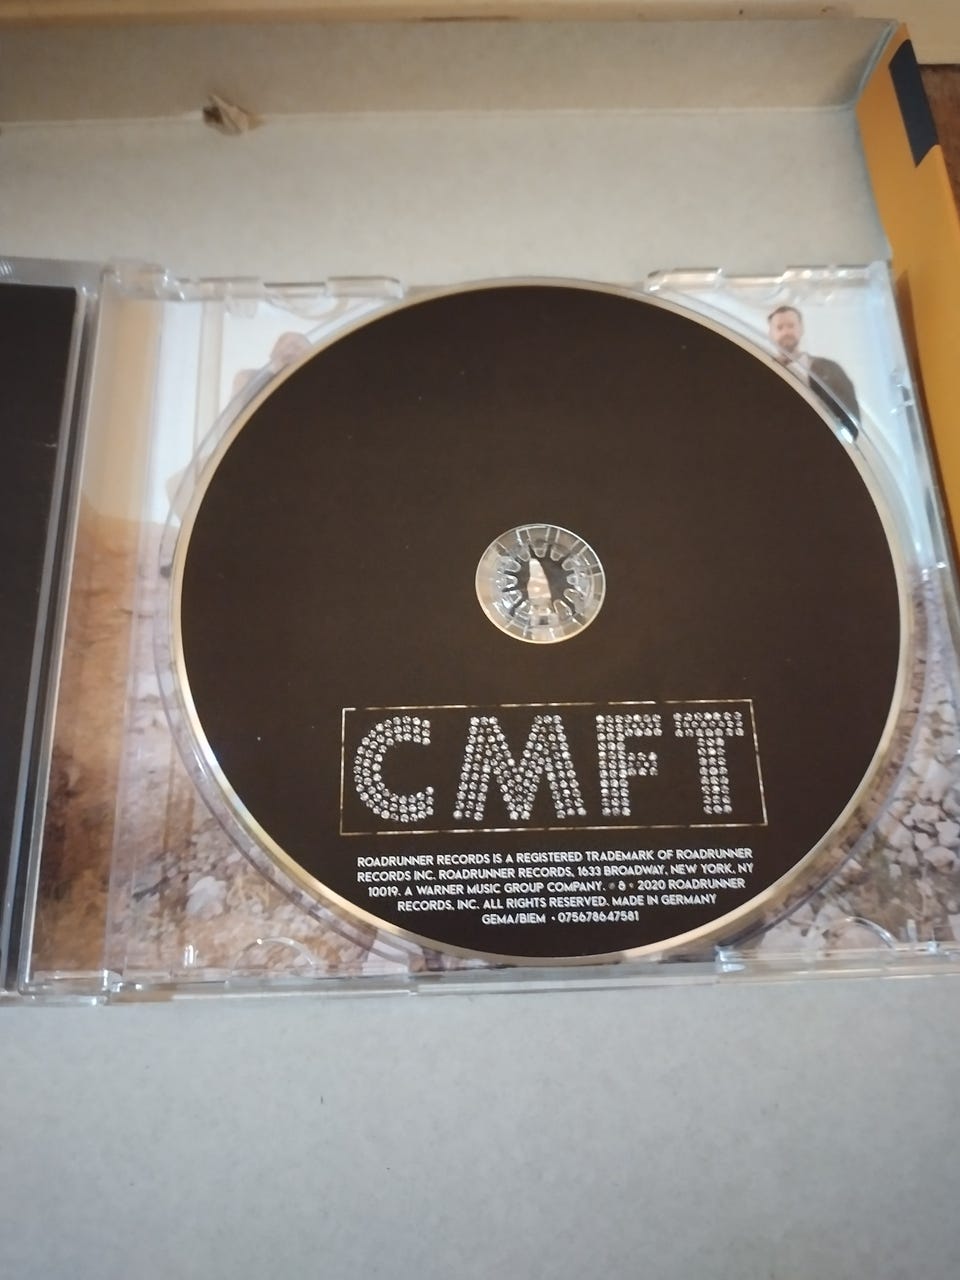 CMFT
ROADRUNNER RECORDS IS A REGISTERED TRADEMARK OF ROADRUNNER
RECORDS INC. ROADRUNNER RECORDS, 1633 BROADWAY, NEW YORK, NY
10019. A WARNER MUSIC GROUP COMPANY. • 8 • 2020 ROADRUNNER
RECORDS, INC. ALL RIGHTS RESERVED. MADE IN GERMANY
GEMA/BIEM • 075678647581